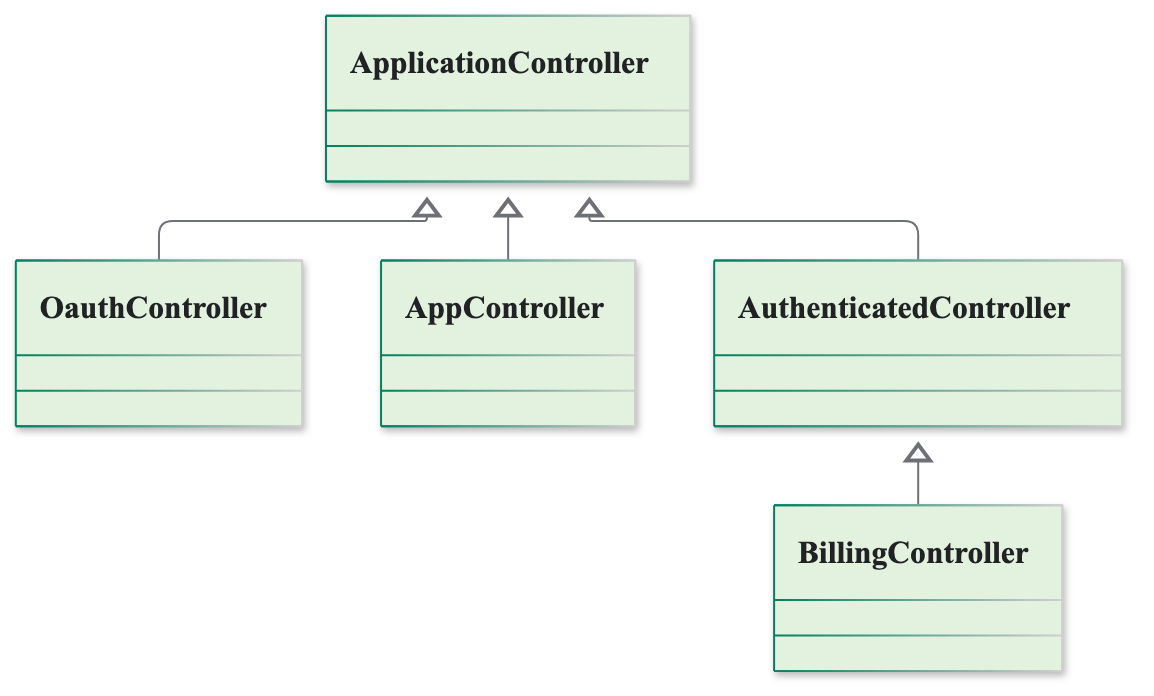 ApplicationController
OauthController
AppController
AuthenticatedController
BillingController